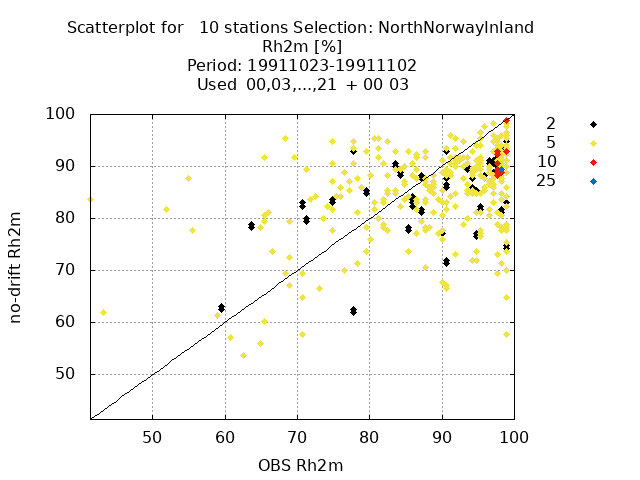 Scatterplot for   10 stations Selection: NorthNorwayInland
Rh2m [%]
Period: 19911023-19911102
Used  00,03,...,21  + 00 03
100
90
80
70
60
50
no-drift Rh2m
50 60 70 80 90 100
OBS Rh2m
2
5
10
25